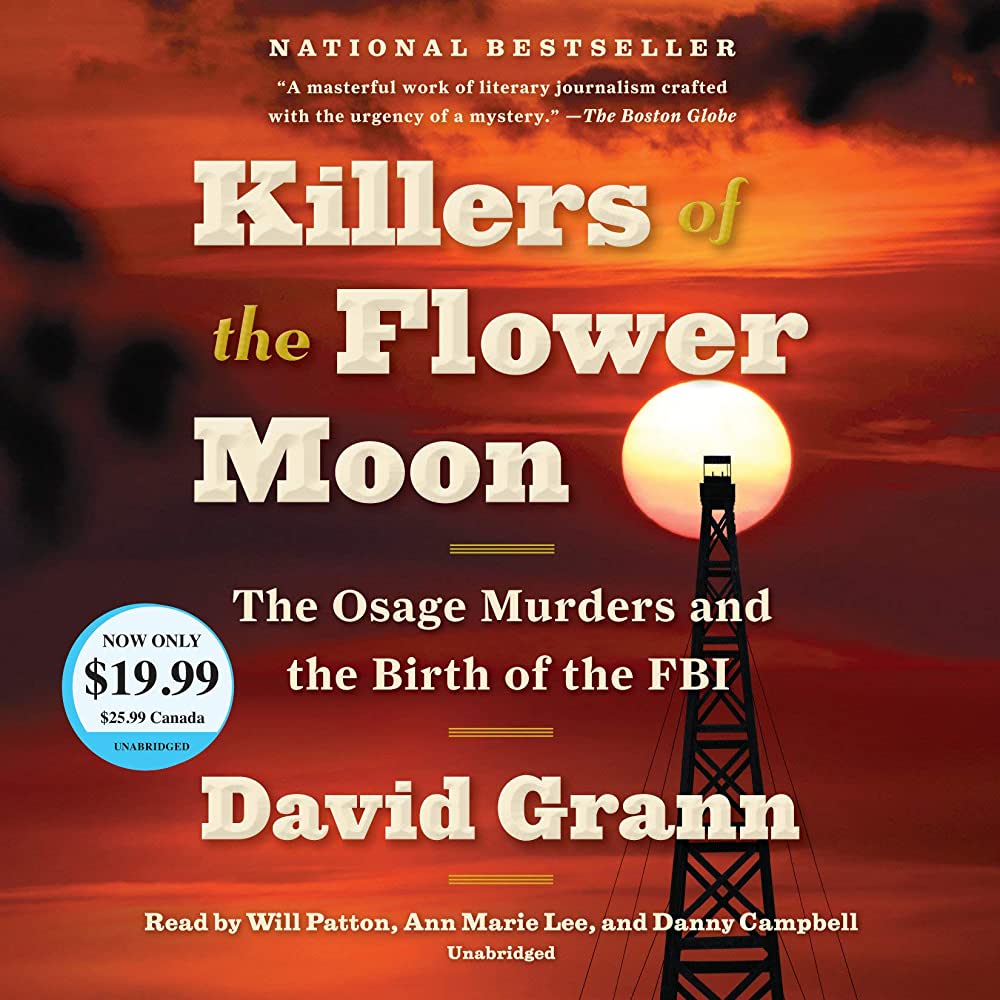 NATIONAL BESTSELLER
“A masterful work of literary journalism crafted
with the urgency of a mystery.” —The Boston Globe
Killers of
the Flower
Moon
The Osage Murders and
the Birth of the FBI
NOW ONLY
$19.99
$25.99 Canada
UNABRIDGED
David Grann
Read by Will Patton, Ann Marie Lee, and Danny Campbell
Unabridged